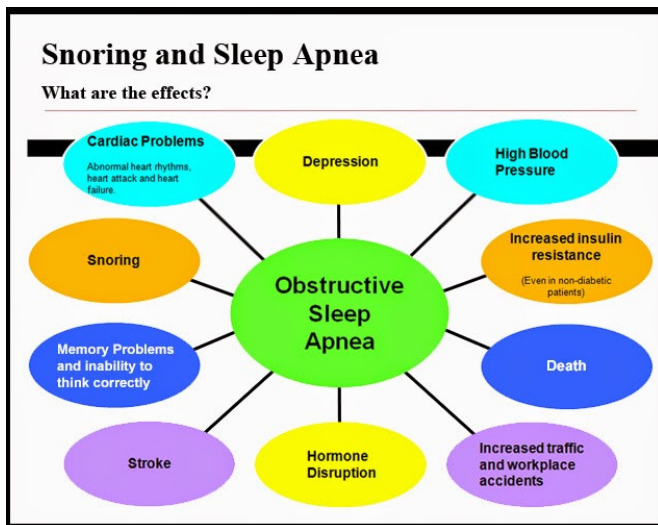 Snoring and Sleep Apnea
What are the effects?
Cardiac Problems
Abnormal heart rhythms,
heart attack and heart
failure.
Depression
High Blood
Pressure
Snoring
Increased insulin
resistance
(Even in non-diabetic
patients)
Obstructive
Sleep
Apnea
Memory Problems
and inability to
think correctly
Death
Stroke
Hormone
Disruption
Increased traffic
and workplace
accidents